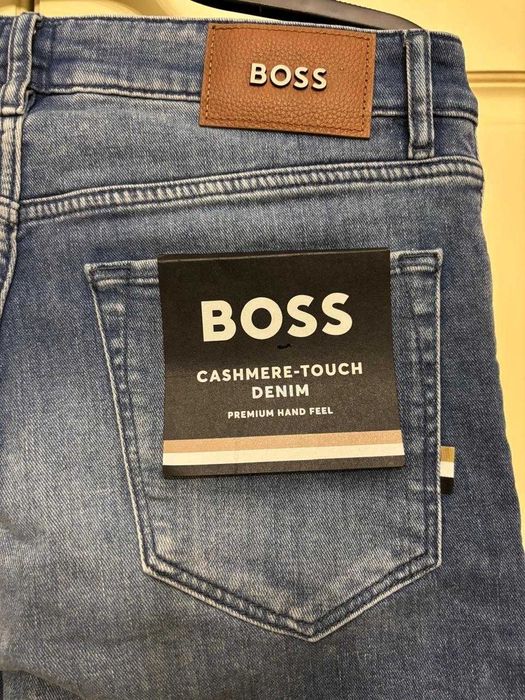 BOSS
BOSS
CASHMERE-TOUCH
DENIM
PREMIUM HAND FEEL